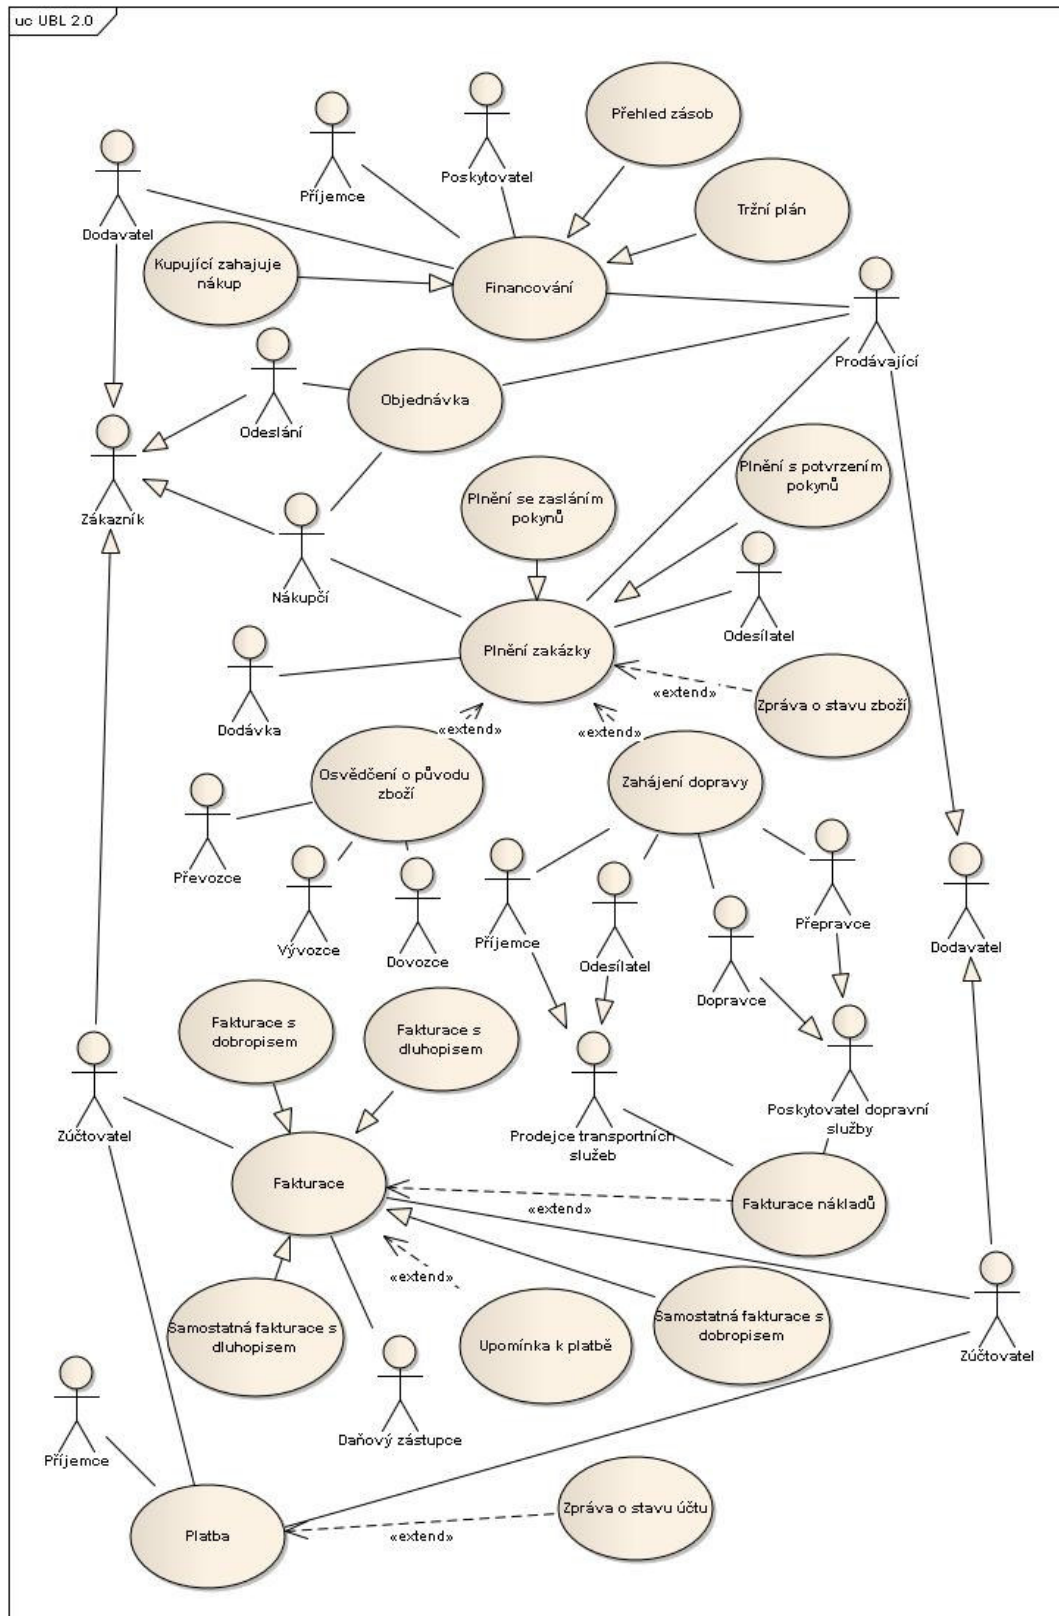 uc UBL 2.0
Přehled zásob
Příjemce
Poskytovatel
Tržní plán
Dodavatel
Kupující zahajuje
nákup
Financování
Prodávající
Objednávka
Odeslání
Plnění s potvrzením
pokynů
Plnění se zasláním
pokynů
Zákazník
Nákupčí
Odesílatel
Plnění zakázky
«extend»
Zpráva o stavu zboží
Dodávka
«extend»
«extend»
Osvědčení o původu
zboží
Zahájení dopravy
Převozce
Přepravce
Vývozce
Dovozce
Příjemce
Odesílatel
Dopravce
Dodavatel
Fakturace s
dobropisem
Fakturace s
dluhopisem
Poskytovatel dopravní
služby
Zúčtovatel
Prodejce transportních
služeb
Fakturace
Fakturace nákladů
«extend»
«extend»
Samostatná fakturace s
dluhopisem
Upomínka k platbě
Samostatná fakturace s
dobropisem
Zúčtovatel
Daňový zástupce
Příjemce
Zpráva o stavu účtu
Platba
«extend»